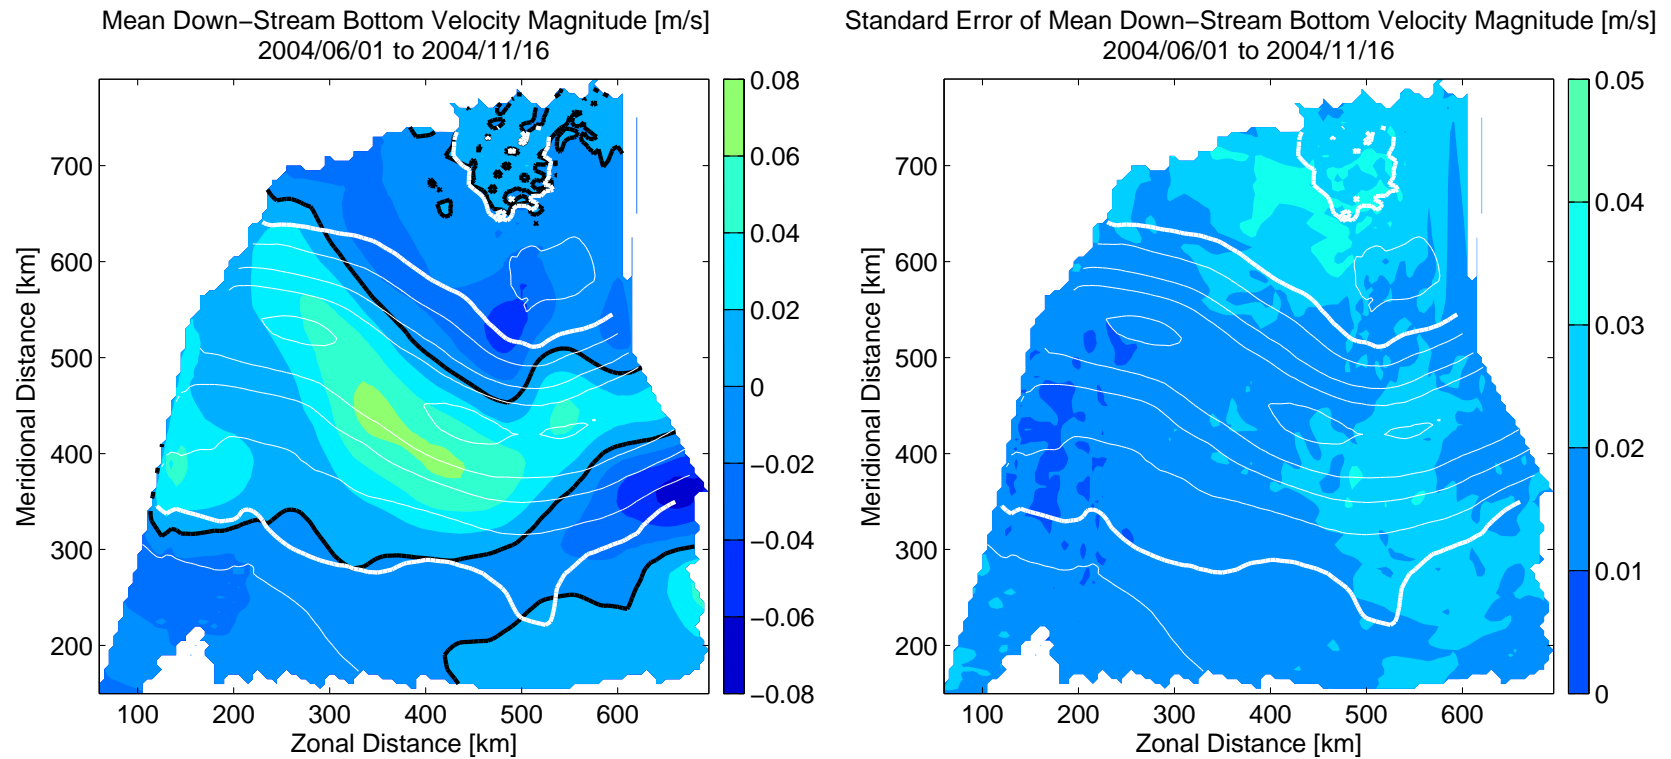 Mean Down−Stream Bottom Velocity Magnitude [m/s]
2004/06/01 to 2004/11/16
Meridional Distance [km]
700
600
500
400
300
200
100 200 300 400 500 600
Zonal Distance [km]
0.08
0.06
0.04
0.02
0
−0.02
−0.04
−0.06
−0.08
Standard Error of Mean Down−Stream Bottom Velocity Magnitude [m/s]
2004/06/01 to 2004/11/16
Meridional Distance [km]
700
600
500
400
300
200
100 200 300 400 500 600
Zonal Distance [km]
0.05
0.04
0.03
0.02
0.01
0